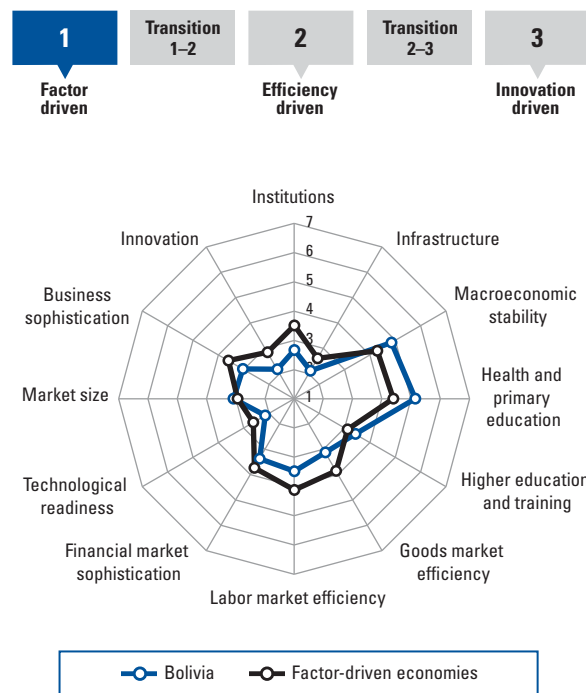 1
Transition
1–2
2
Transition
2–3
3
Factor
driven
Efficiency
driven
Innovation
driven
Institutions
7
Innovation
Infrastructure
6
5
Business
sophistication
Macroeconomic
stability
4
3
2
Market size
1
Health and
primary
education
Technological
readiness
Higher education
and training
Financial market
sophistication
Goods market
efficiency
Labor market efficiency
Bolivia
Factor-driven economies